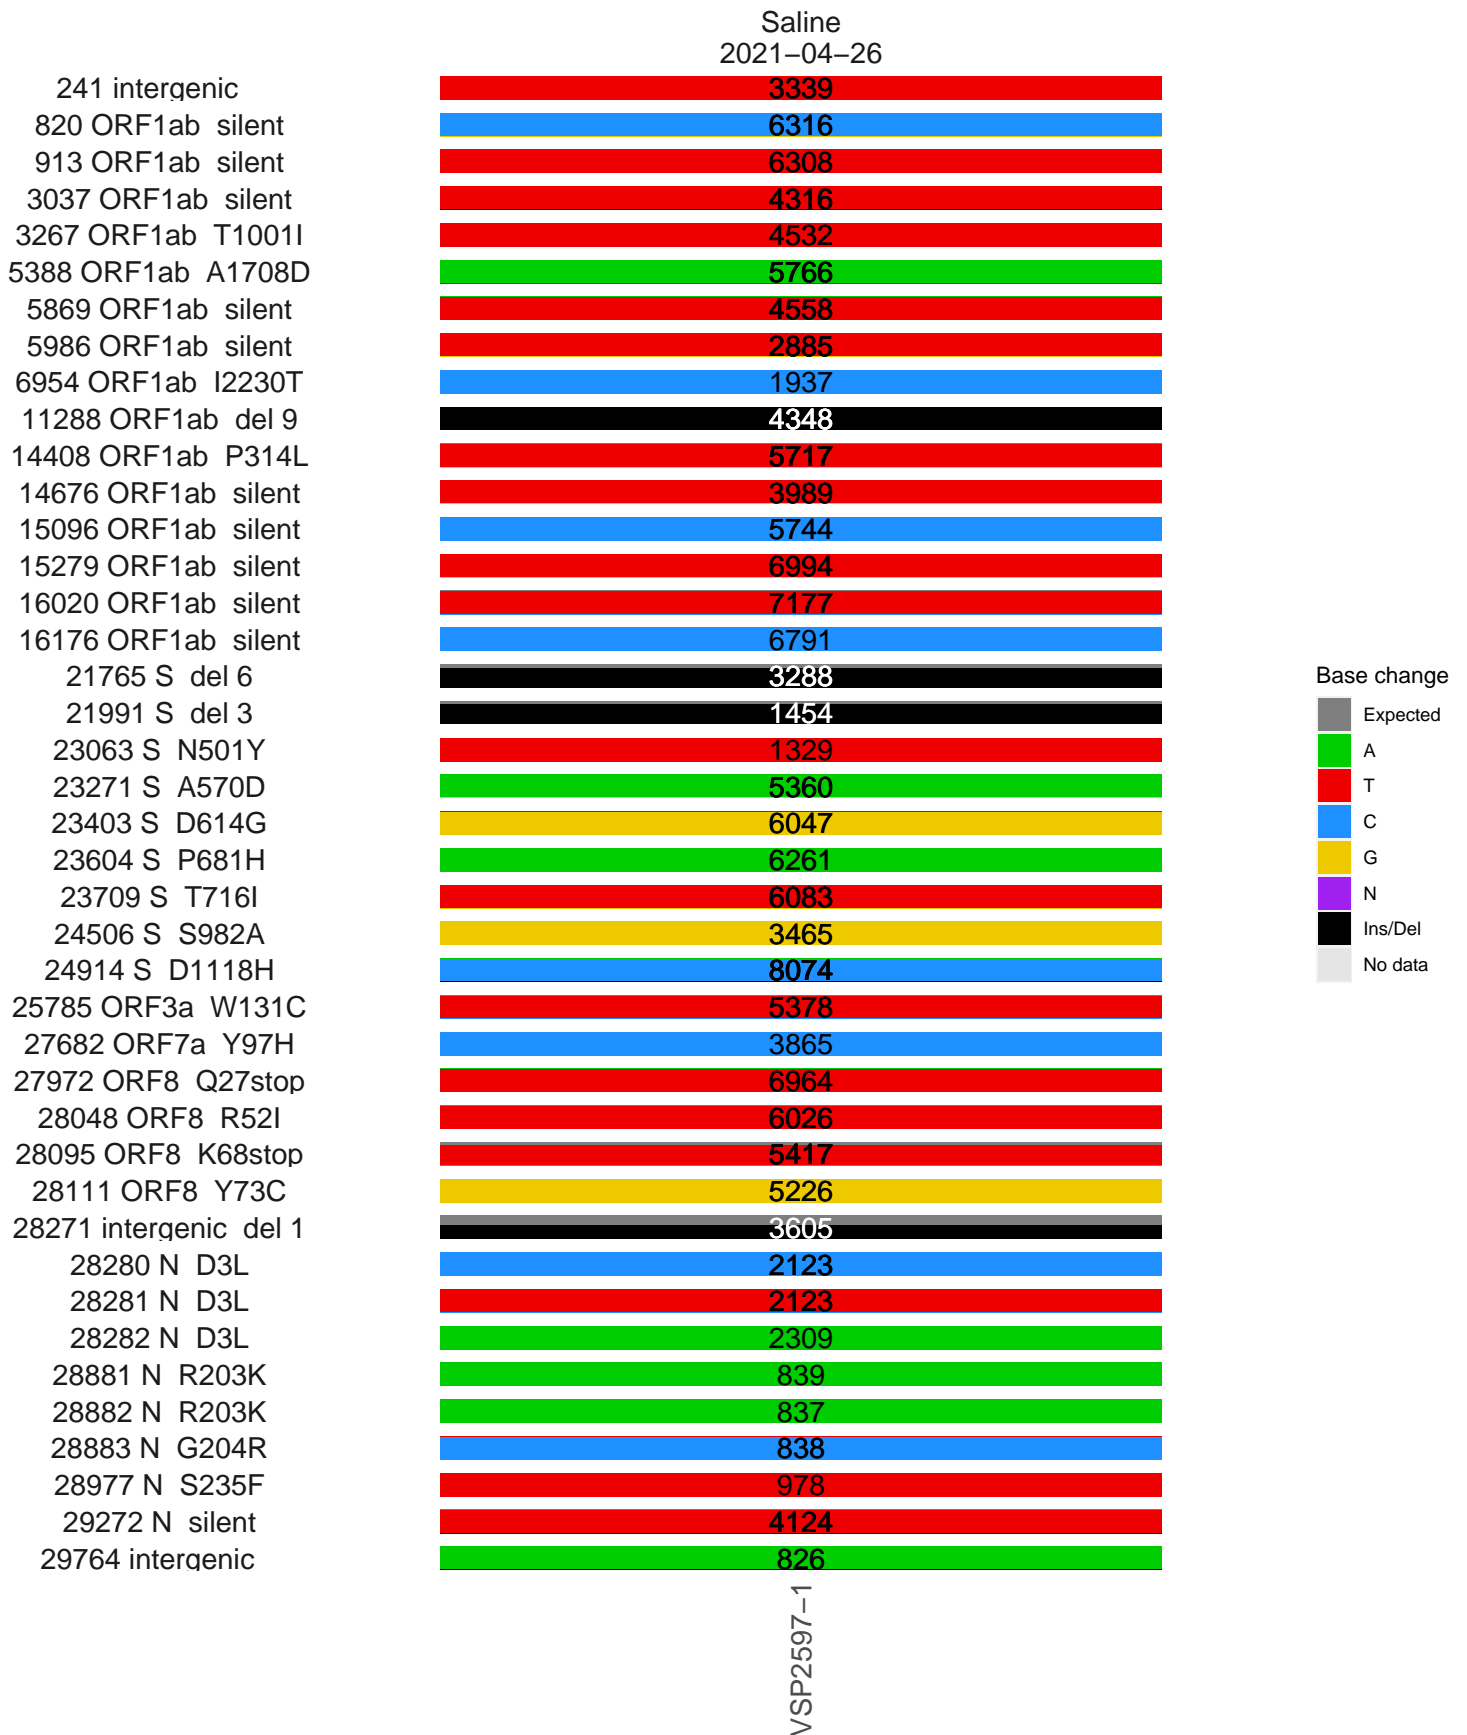 Saline
2021−04−26
241 intergenic 3339
820 ORF1ab silent 6316
913 ORF1ab silent 6308
3037 ORF1ab silent 4316
3267 ORF1ab T1001I 4532
5388 ORF1ab A1708D 5766
5869 ORF1ab silent 4558
5986 ORF1ab silent 2885
6954 ORF1ab I2230T 1937
11288 ORF1ab del 9 4348
14408 ORF1ab P314L 5717
14676 ORF1ab silent 3989
15096 ORF1ab silent 5744
15279 ORF1ab silent 6994
16020 ORF1ab silent 7177
16176 ORF1ab silent 6791
21765 S del 6 3288
21991 S del 3 1454
23063 S N501Y 1329
23271 S A570D 5360
23403 S D614G 6047
23604 S P681H 6261
23709 S T716I 6083
24506 S S982A 3465
24914 S D1118H 8074
25785 ORF3a W131C 5378
27682 ORF7a Y97H 3865
27972 ORF8 Q27stop 6964
28048 ORF8 R52I 6026
28095 ORF8 K68stop 5417
28111 ORF8 Y73C 5226
28271 intergenic del 1 3605
28280 N D3L 2123
28281 N D3L 2123
28282 N D3L 2309
28881 N R203K 839
28882 N R203K 837
28883 N G204R 838
28977 N S235F 978
29272 N silent 4124
29764 intergenic 826
VSP2597−1
Base change
Expected
A
T
C
G
N
Ins/Del
No data